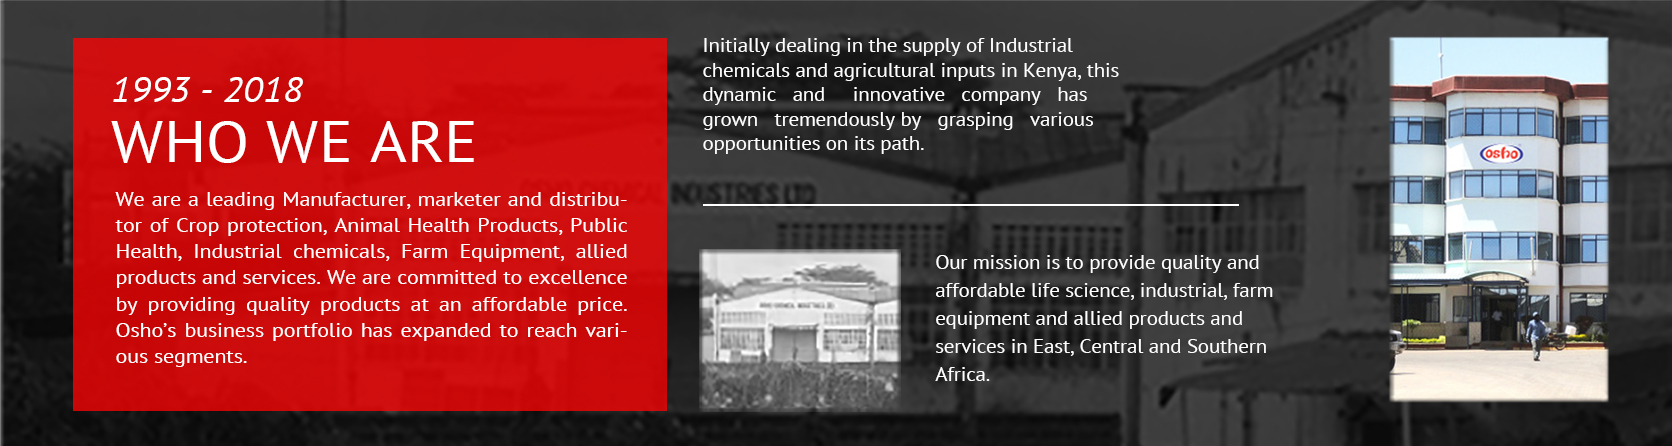 1993 - 2018
WHO WE ARE
We are a leading Manufacturer, marketer and distribu-
tor of Crop protection, Animal Health Products, Public
Health, Industrial chemicals, Farm Equipment, allied
products and services. We are committed to excellence
by providing quality products at an affordable price.
Osho’s business portfolio has expanded to reach vari-
ous segments.
Initially dealing in the supply of Industrial
chemicals and agricultural inputs in Kenya, this
dynamic and innovative company has
grown tremendously by grasping various
opportunities on its path.
INDUSTRIES LTD
Our mission is to provide quality and
affordable life science, industrial, farm
equipment and allied products and
services in East, Central and Southern
Africa.
osho